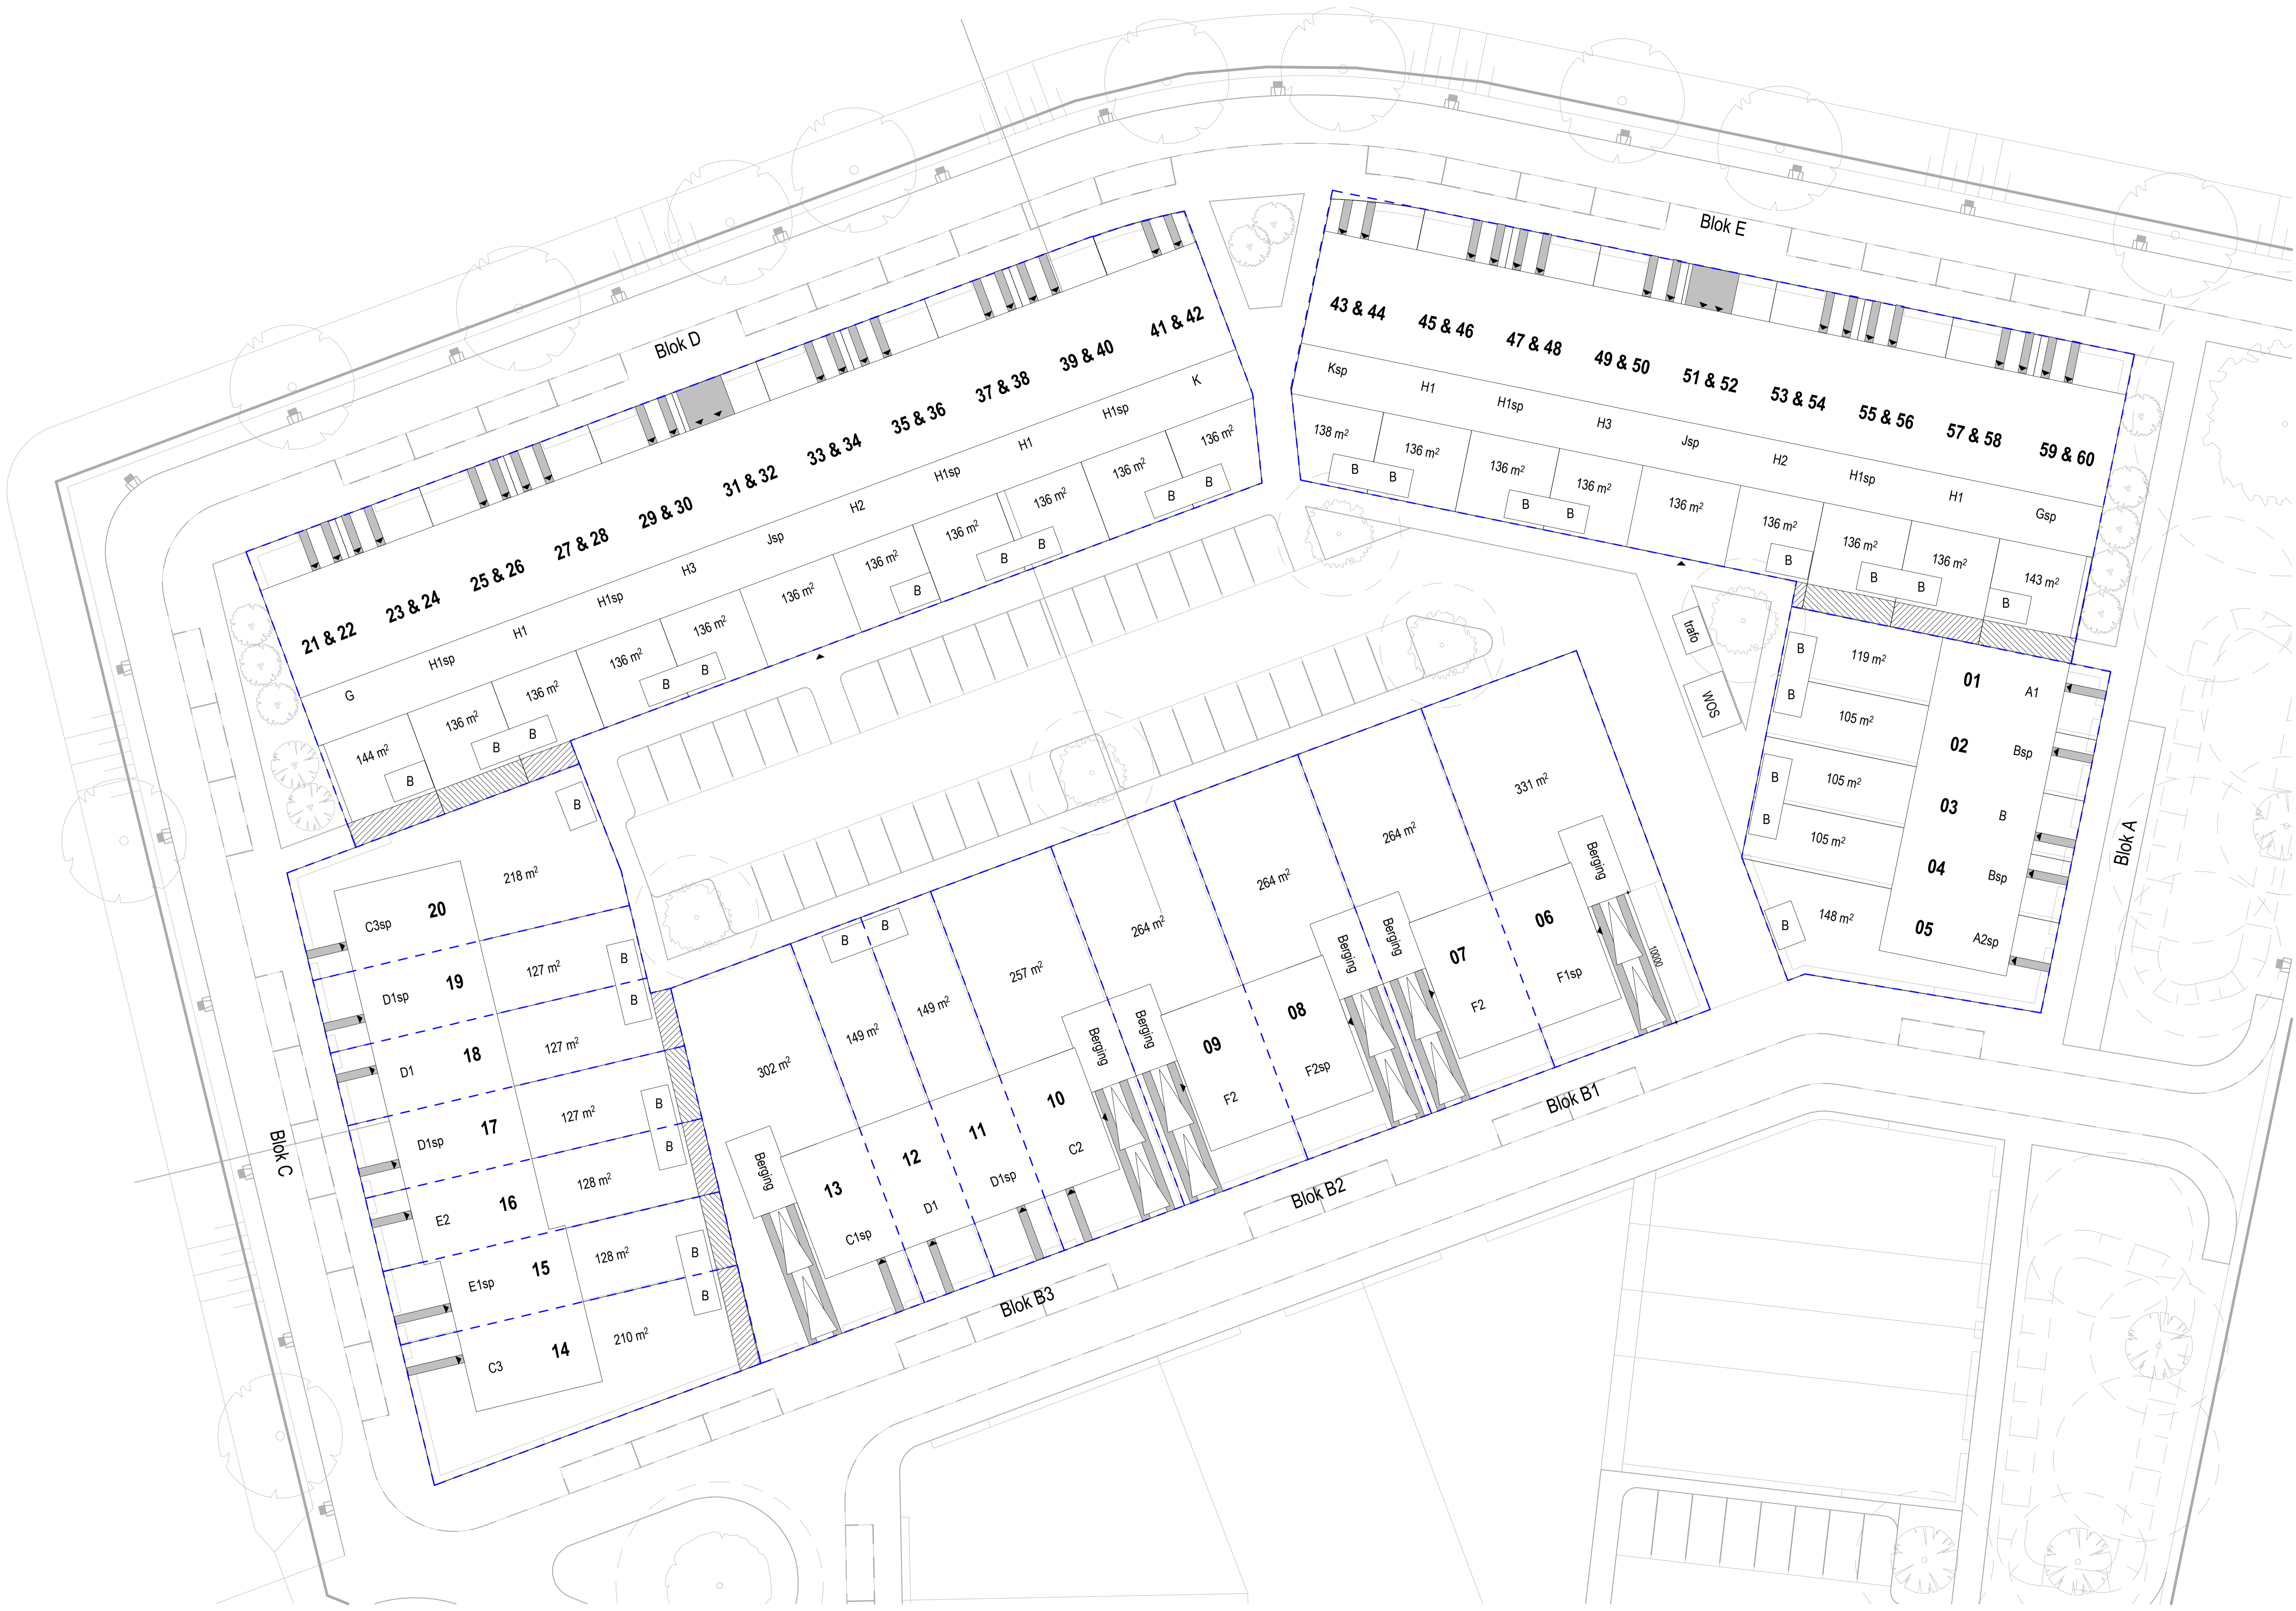 Blok D
21 & 22
23 & 24
25 & 26
27 & 28
29 & 30
31 & 32
33 & 34
35 & 36
37 & 38
39 & 40
41 & 42
G
H1sp
H1
H1sp
H3
Jsp
H2
H1sp
H1
H1sp
K
144 m²
136 m²
136 m²
136 m²
136 m²
136 m²
136 m²
136 m²
136 m²
136 m²
136 m²
B
B
B
B
B
B
B
B
B
B
Blok E
43 & 44
45 & 46
47 & 48
49 & 50
51 & 52
53 & 54
55 & 56
57 & 58
59 & 60
Ksp
H1
H1sp
H3
Jsp
H2
H1sp
H1
Gsp
138 m²
136 m²
136 m²
136 m²
136 m²
136 m²
136 m²
136 m²
143 m²
B
B
B
B
B
B
B
B
trafo
WOS
Blok A
01
A1
119 m²
B
02
Bsp
105 m²
B
03
B
105 m²
B
04
Bsp
105 m²
B
05
A2sp
148 m²
B
Blok C
20
C3sp
218 m²
B
19
D1sp
127 m²
B
18
D1
127 m²
B
17
D1sp
127 m²
B
16
E2
128 m²
B
15
E1sp
128 m²
B
14
C3
210 m²
B
Blok B3
13
C1sp
302 m²
Berging
12
D1
149 m²
B
11
D1sp
149 m²
B
10
C2
257 m²
Berging
Blok B2
09
F2
264 m²
Berging
08
F2sp
264 m²
Berging
Blok B1
07
F2
264 m²
Berging
06
F1sp
331 m²
Berging
10000